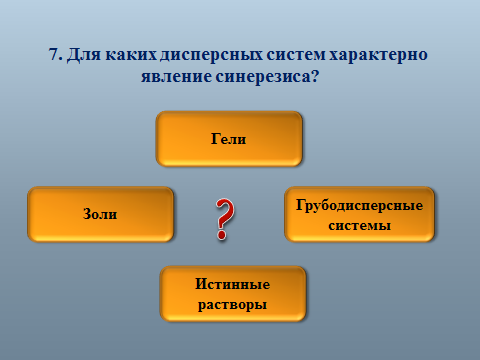 7. Для каких дисперсных систем характерно
явление синерезиса?
Гели
Золи
?
Грубодисперсные
системы
Истинные
растворы